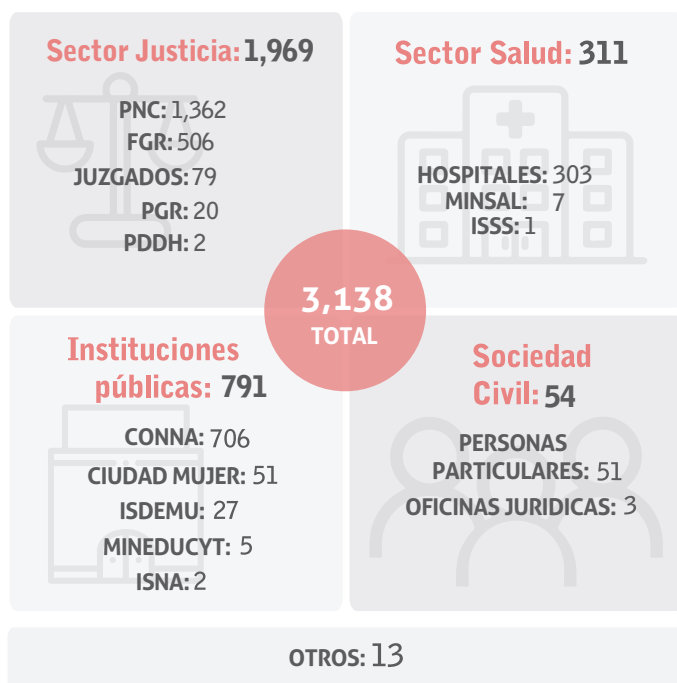 Sector Justicia: 1,969
PNC: 1,362
FGR: 506
JUZGADOS: 79
PGR: 20
PDDH: 2
Sector Salud: 311
HOSPITALES: 303
MINSAL: 7
ISSS: 1
3,138
TOTAL
Instituciones
públicas: 791
CONNA: 706
CIUDAD MUJER: 51
ISDEMU: 27
MINEDUCYT: 5
ISNA: 2
Sociedad
Civil: 54
PERSONAS
PARTICULARES: 51
OFICINAS JURIDICAS: 3
OTROS: 13